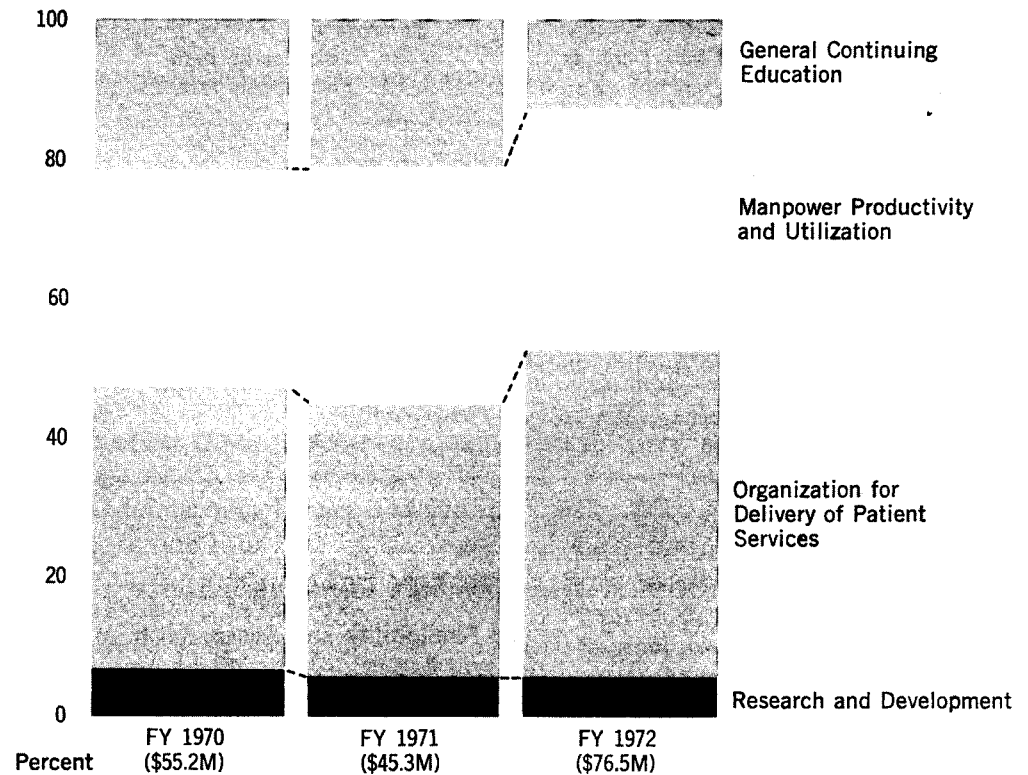 100
80
60
40
20
0
General Continuing
Education
Manpower Productivity
and Utilization
Organization for
Delivery of Patient
Services
Research and Development
Percent
FY 1970
($55.2M)
FY 1971
($45.3M)
FY 1972
($76.5M)